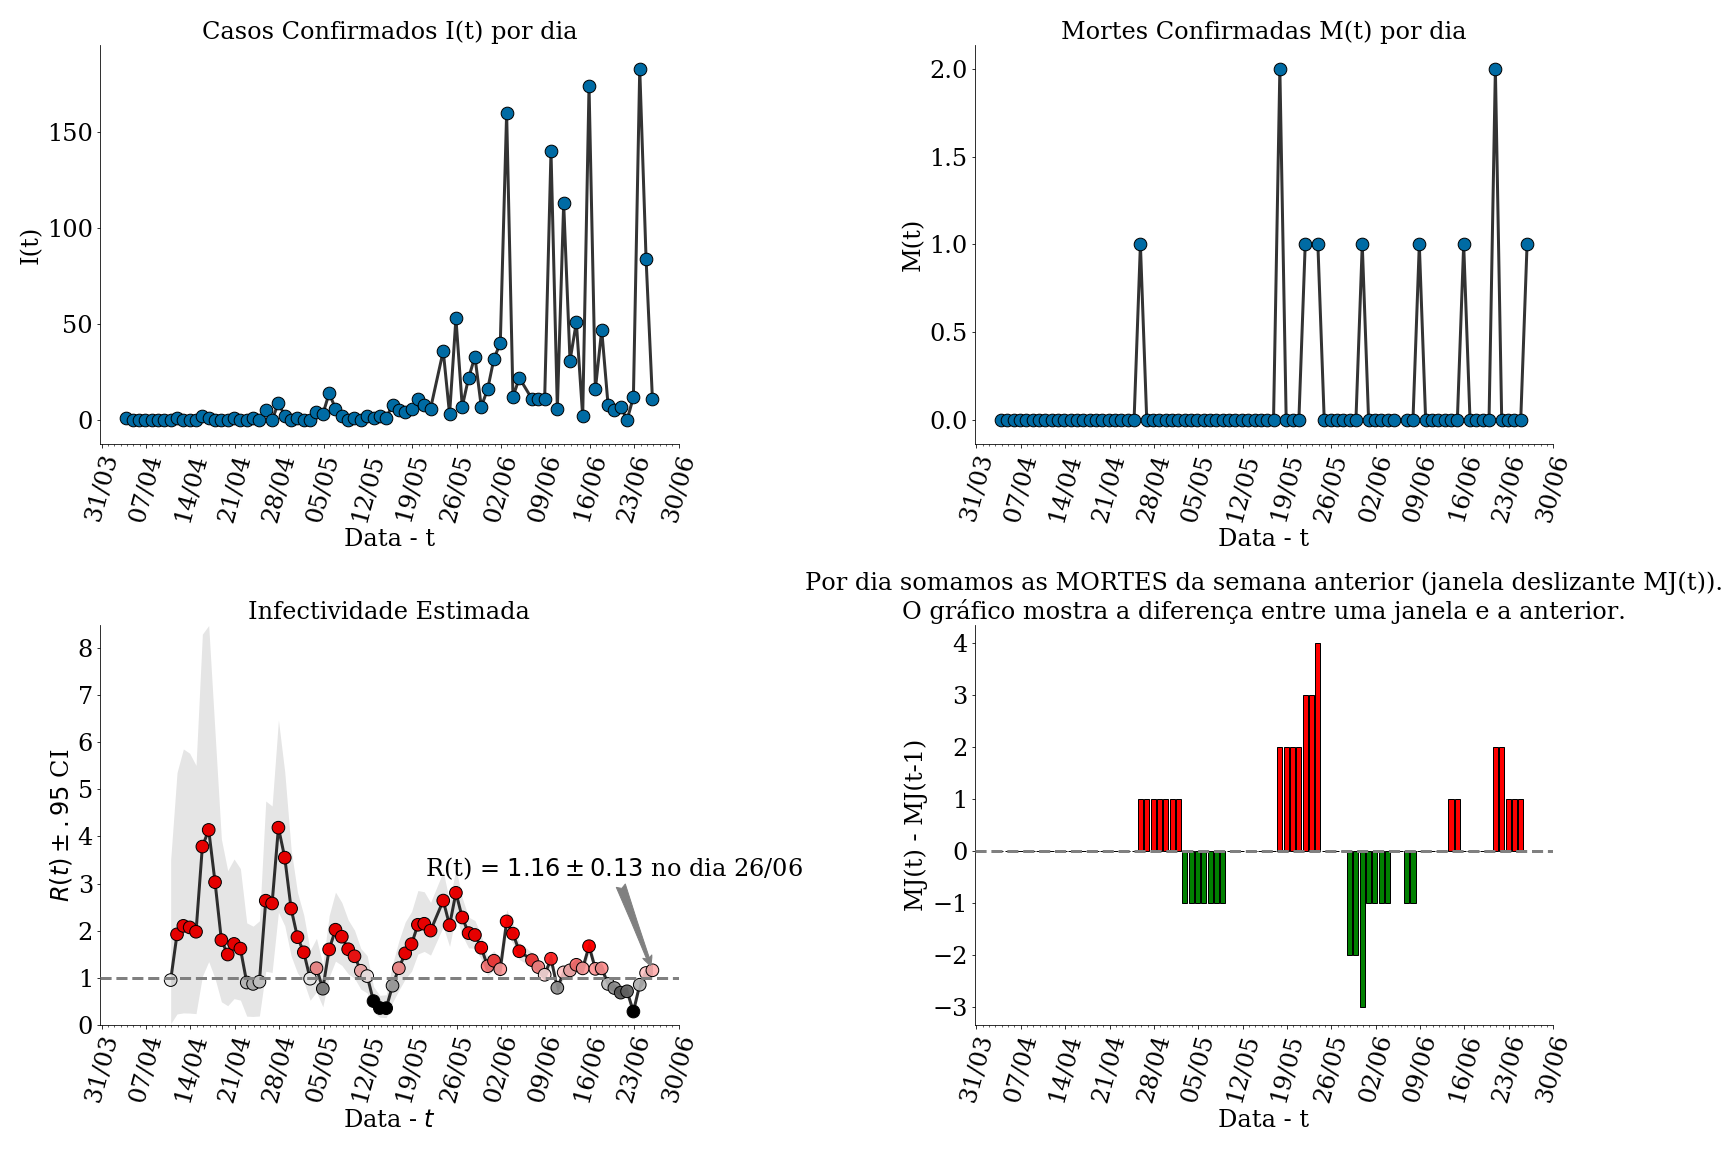 Casos Confirmados I(t) por dia
I(t)
150
100
50
0
31/03 07/04 14/04 21/04 28/04 05/05 12/05 19/05 26/05 02/06 09/06 16/06 23/06 30/06
Data - t
Mortes Confirmadas M(t) por dia
M(t)
2.0
1.5
1.0
0.5
0.0
31/03 07/04 14/04 21/04 28/04 05/05 12/05 19/05 26/05 02/06 09/06 16/06 23/06 30/06
Data - t
Infectividade Estimada
R(t) ± .95 CI
8
7
6
5
4
3
2
1
0
R(t) = 1.16 ± 0.13 no dia 26/06
31/03 07/04 14/04 21/04 28/04 05/05 12/05 19/05 26/05 02/06 09/06 16/06 23/06 30/06
Data - t
Por dia somamos as MORTES da semana anterior (janela deslizante MJ(t)).
O gráfico mostra a diferença entre uma janela e a anterior.
MJ(t) - MJ(t-1)
4
3
2
1
0
−1
−2
−3
31/03 07/04 14/04 21/04 28/04 05/05 12/05 19/05 26/05 02/06 09/06 16/06 23/06 30/06
Data - t